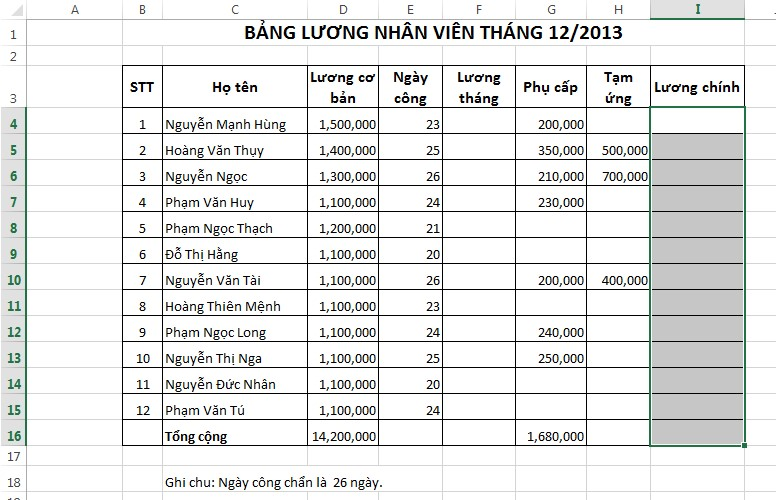 A B C D E F G H I
1 BẢNG LƯƠNG NHÂN VIÊN THÁNG 12/2013
2
3 STT Họ tên Lương cơ bản Ngày công Lương tháng Phụ cấp Tạm ứng Lương chính
4 1 Nguyễn Mạnh Hùng 1,500,000 23 200,000
5 2 Hoàng Văn Thụy 1,400,000 25 350,000 500,000
6 3 Nguyễn Ngọc 1,300,000 26 210,000 700,000
7 4 Phạm Văn Huy 1,100,000 24 230,000
8 5 Phạm Ngọc Thạch 1,200,000 21
9 6 Đỗ Thị Hằng 1,100,000 20
10 7 Nguyễn Văn Tài 1,100,000 26 200,000 400,000
11 8 Hoàng Thiên Mệnh 1,100,000 23
12 9 Phạm Ngọc Long 1,100,000 24 240,000
13 10 Nguyễn Thị Nga 1,100,000 25 250,000
14 11 Nguyễn Đức Nhân 1,100,000 20
15 12 Phạm Văn Tú 1,100,000 24
16 Tổng cộng 14,200,000 1,680,000
17
18 Ghi chu: Ngày công chẩn là 26 ngày.